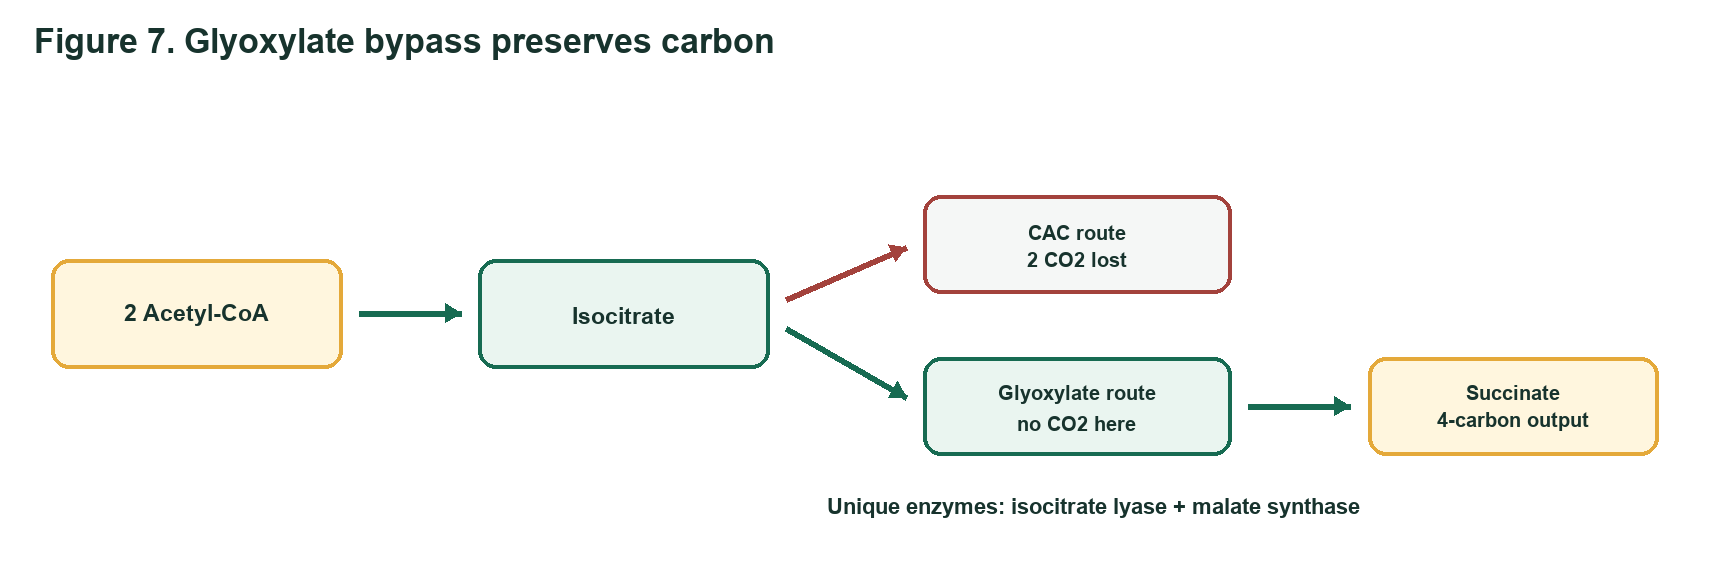 Figure 7. Glyoxylate bypass preserves carbon
2 Acetyl-CoA
Isocitrate
CAC route
2 CO2 lost
Glyoxylate route
no CO2 here
Succinate
4-carbon output
Unique enzymes: isocitrate lyase + malate synthase